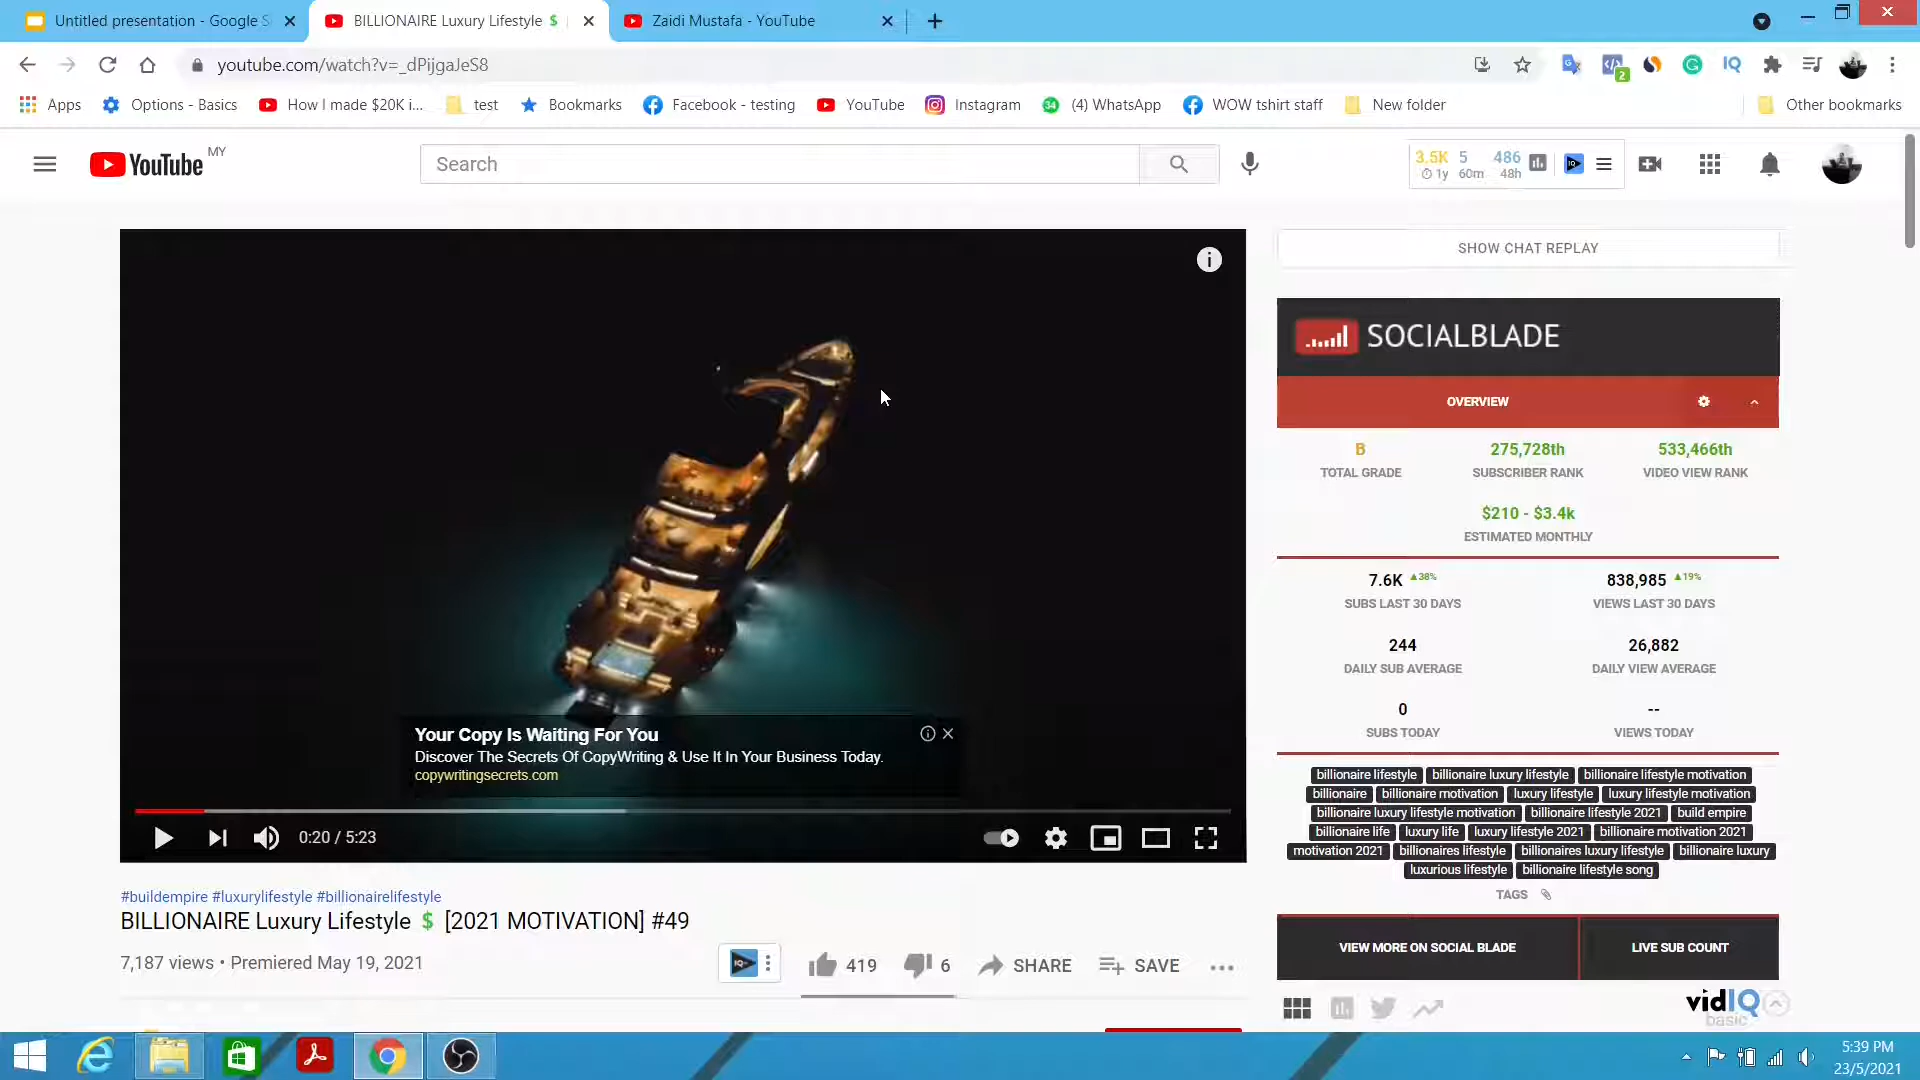 Untitled presentation - Google S
BILLIONAIRE Luxury Lifestyle 💲
Zaidi Mustafa - YouTube
youtube.com/watch?v=_dPijgaJeS8
2
IQ
Apps
Options - Basics
How I made $20K i...
test
Bookmarks
Facebook - testing
YouTube
Instagram
34
(4) WhatsApp
WOW tshirt staff
New folder
Other bookmarks
YouTube MY
Search
3.5K 5 486
1y 60m 48h
SHOW CHAT REPLAY
SOCIALBLADE
OVERVIEW
B 275,728th 533,466th
TOTAL GRADE SUBSCRIBER RANK VIDEO VIEW RANK
$210 - $3.4k
ESTIMATED MONTHLY
7.6K ▲38% 838,985 ▲19%
SUBS LAST 30 DAYS VIEWS LAST 30 DAYS
244 26,882
DAILY SUB AVERAGE DAILY VIEW AVERAGE
0 --
SUBS TODAY VIEWS TODAY
billionaire lifestyle billionaire luxury lifestyle billionaire lifestyle motivation
billionaire billionaire motivation luxury lifestyle luxury lifestyle motivation
billionaire luxury lifestyle motivation billionaire lifestyle 2021 build empire
billionaire life luxury life luxury lifestyle 2021 billionaire motivation 2021
motivation 2021 billionaires lifestyle billionaires luxury lifestyle billionaire luxury
luxurious lifestyle billionaire lifestyle song
TAGS
VIEW MORE ON SOCIAL BLADE LIVE SUB COUNT
vidIQ
basic
Your Copy Is Waiting For You
Discover The Secrets Of CopyWriting & Use It In Your Business Today.
copywritingsecrets.com
0:20 / 5:23
#buildempire #luxurylifestyle #billionairelifestyle
BILLIONAIRE Luxury Lifestyle 💲 [2021 MOTIVATION] #49
7,187 views • Premiered May 19, 2021
419 6 SHARE SAVE
5:39 PM
23/5/2021